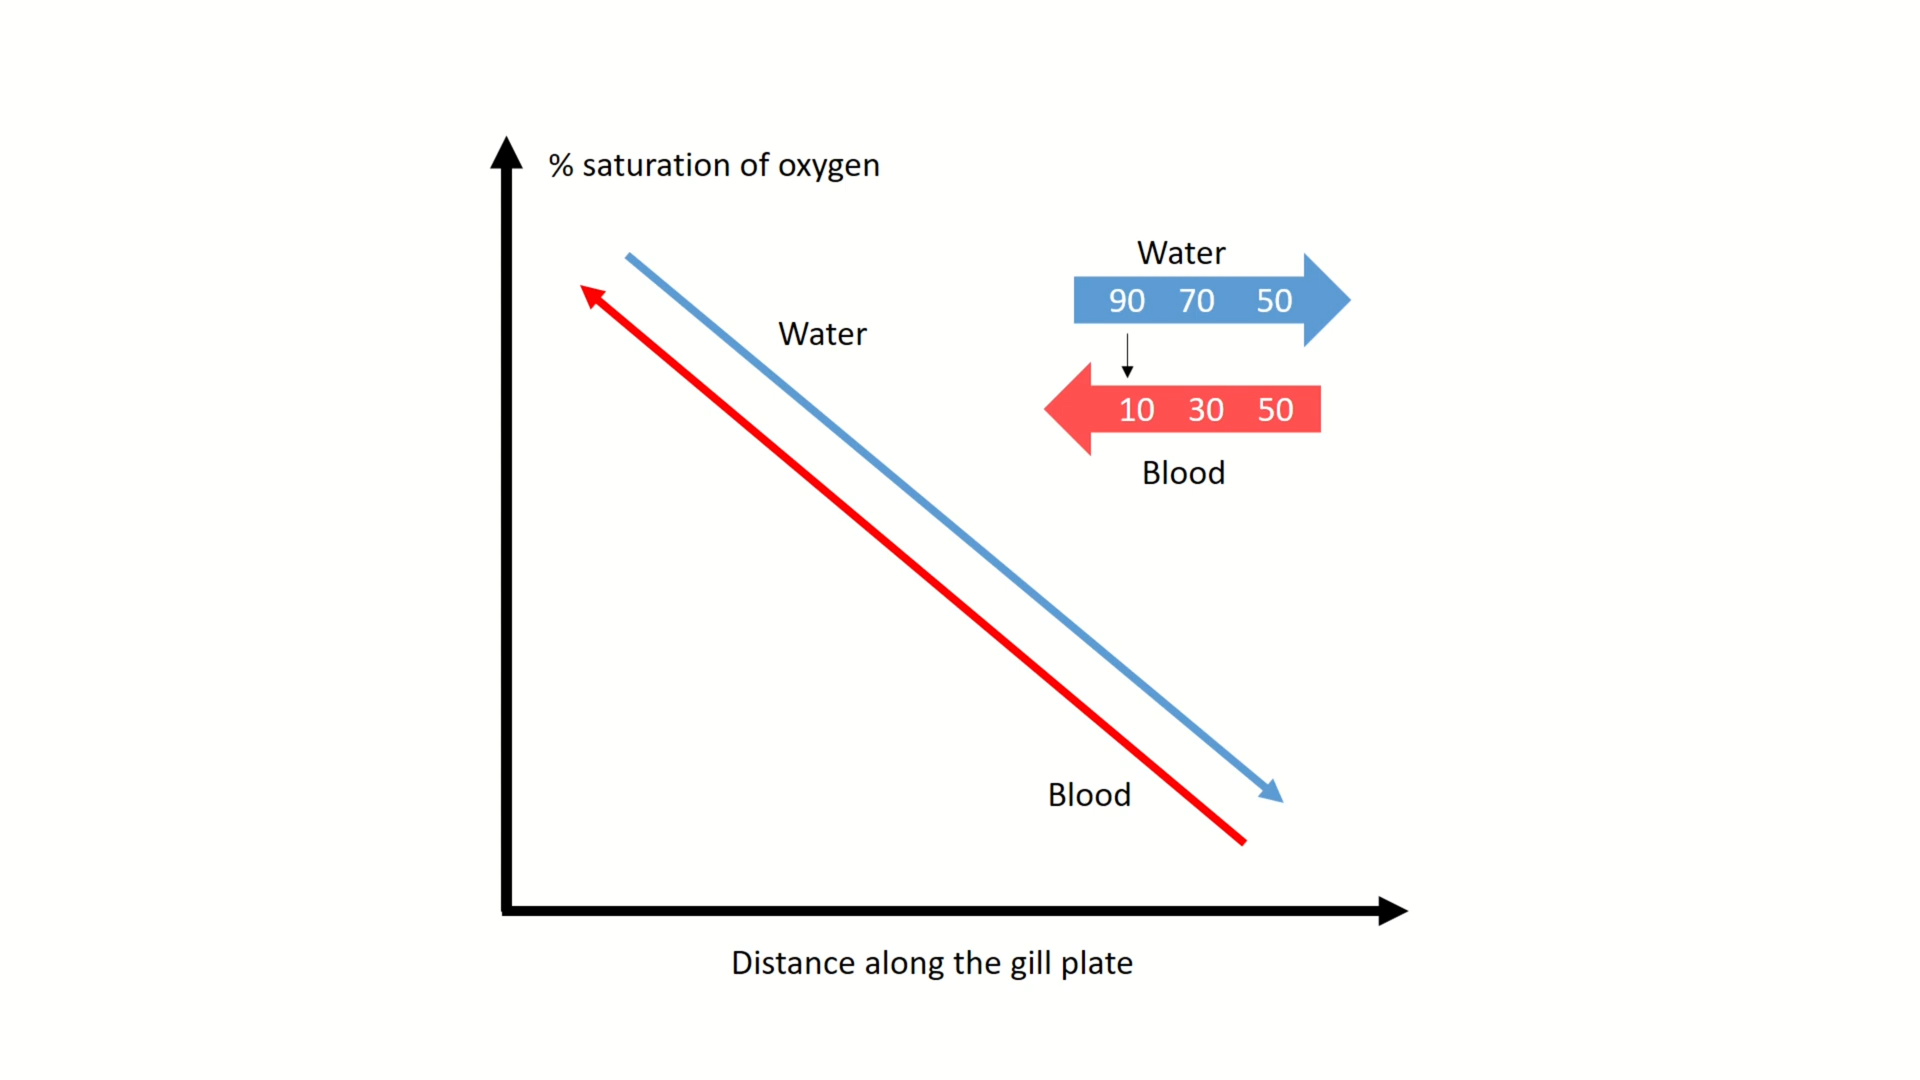 % saturation of oxygen
Water
90 70 50
Water
10 30 50
Blood
Blood
Distance along the gill plate